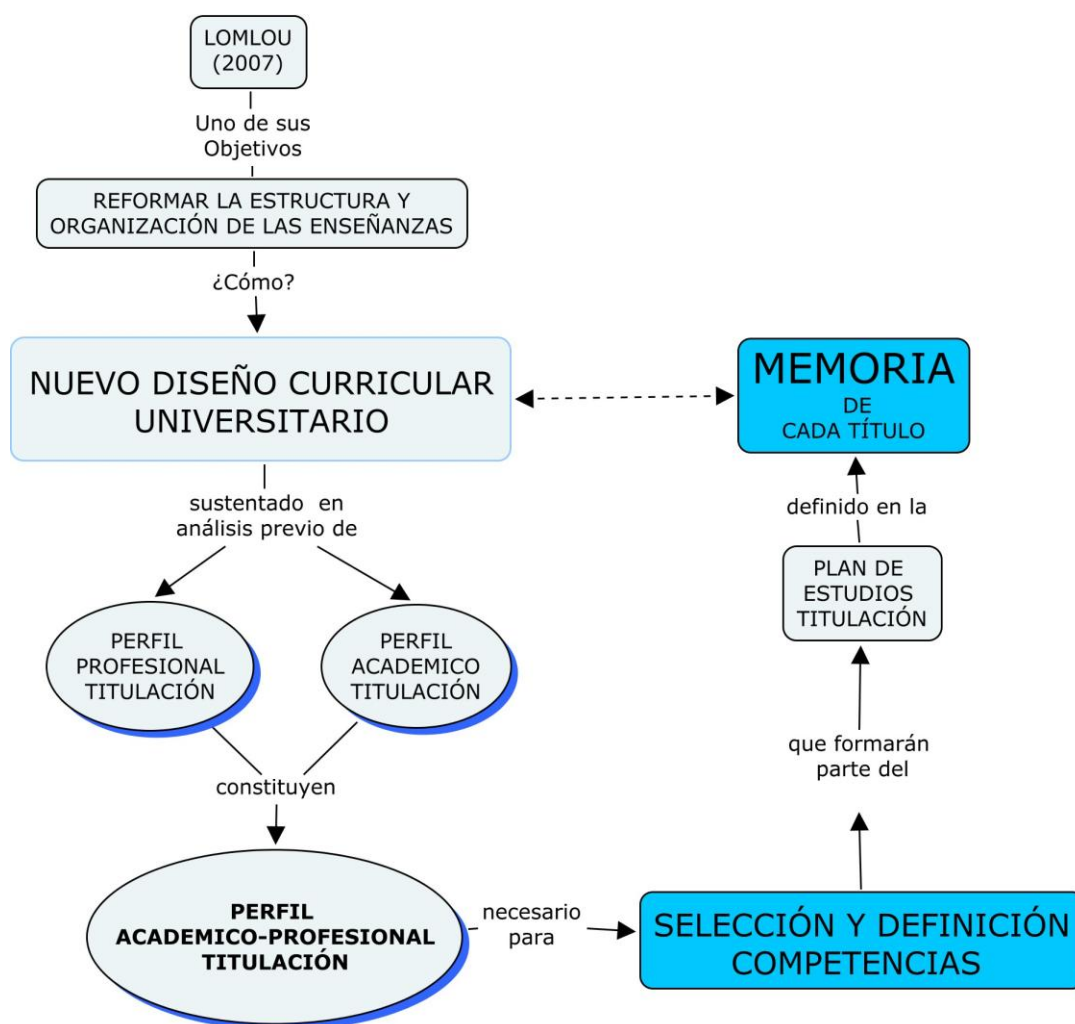 LOMLOU
(2007)
Uno de sus
Objetivos
REFORMAR LA ESTRUCTURA Y
ORGANIZACIÓN DE LAS ENSEÑANZAS
¿Cómo?
NUEVO DISEÑO CURRICULAR
UNIVERSITARIO
sustentado en
análisis previo de
PERFIL
PROFESIONAL
TITULACIÓN
PERFIL
ACADEMICO
TITULACIÓN
constituyen
PERFIL
ACADEMICO-PROFESIONAL
TITULACIÓN
necesario
para
SELECCIÓN Y DEFINICIÓN
COMPETENCIAS
que formarán
parte del
PLAN DE
ESTUDIOS
TITULACIÓN
definido en la
MEMORIA
DE
CADA TÍTULO